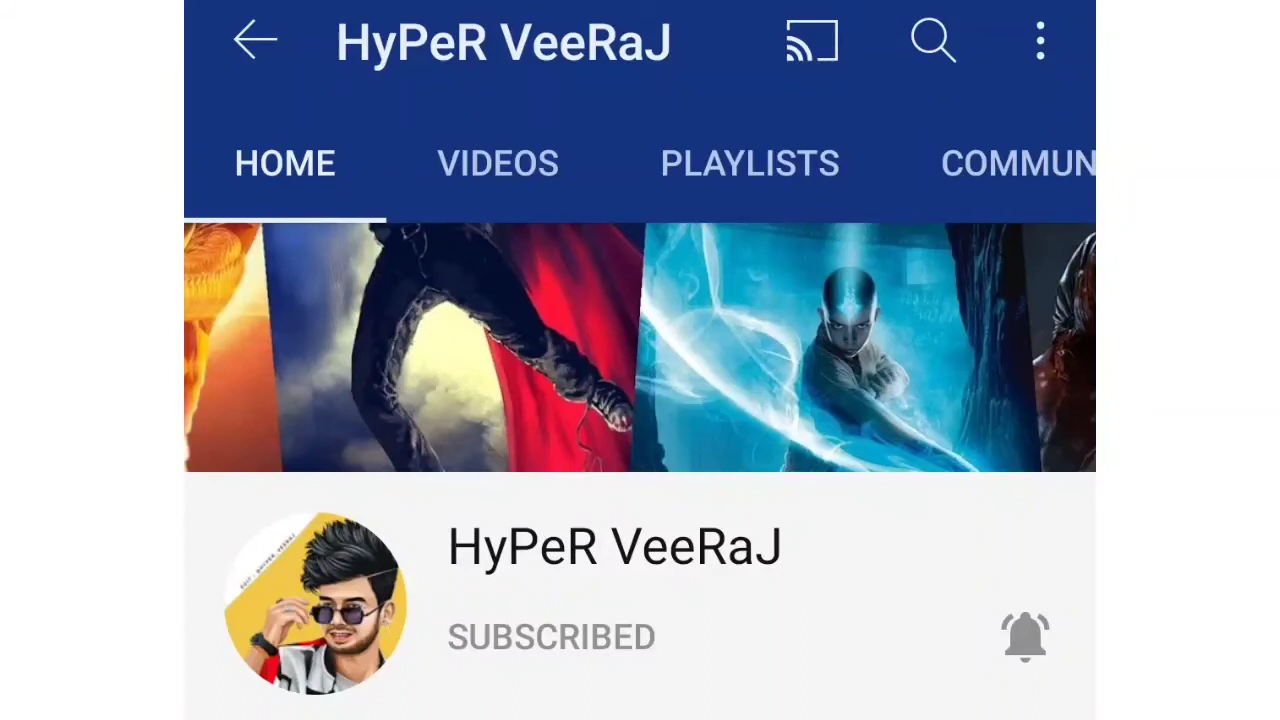 HyPeR VeeRaJ
HOME VIDEOS PLAYLISTS COMMUN
HyPeR VeeRaJ
SUBSCRIBED